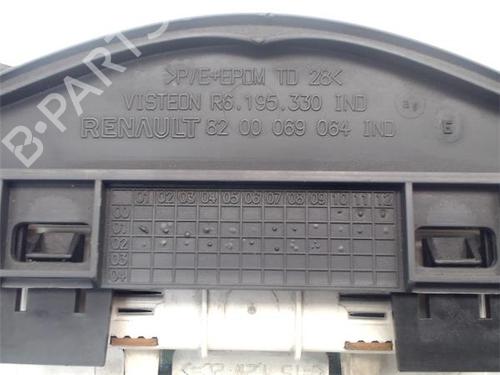 B-PARTS
>P/E+EPDM TD 28<
VISTEON R6.195.330 IND
RENAULT 82 00 069 064 IND
E
01 02 03 04 05 06 07 08 09 10 11 12
00
01
02
03
04